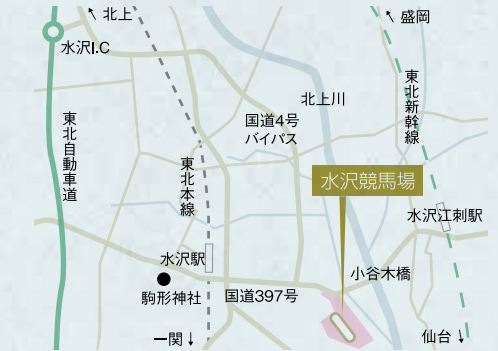 ↖北上
↖盛岡
水沢I.C
北上川
国道4号
バイパス
東北自動車道
東北本線
東北新幹線
水沢競馬場
水沢江刺駅
水沢駅
小谷木橋
駒形神社
国道397号
一関↓
仙台↓